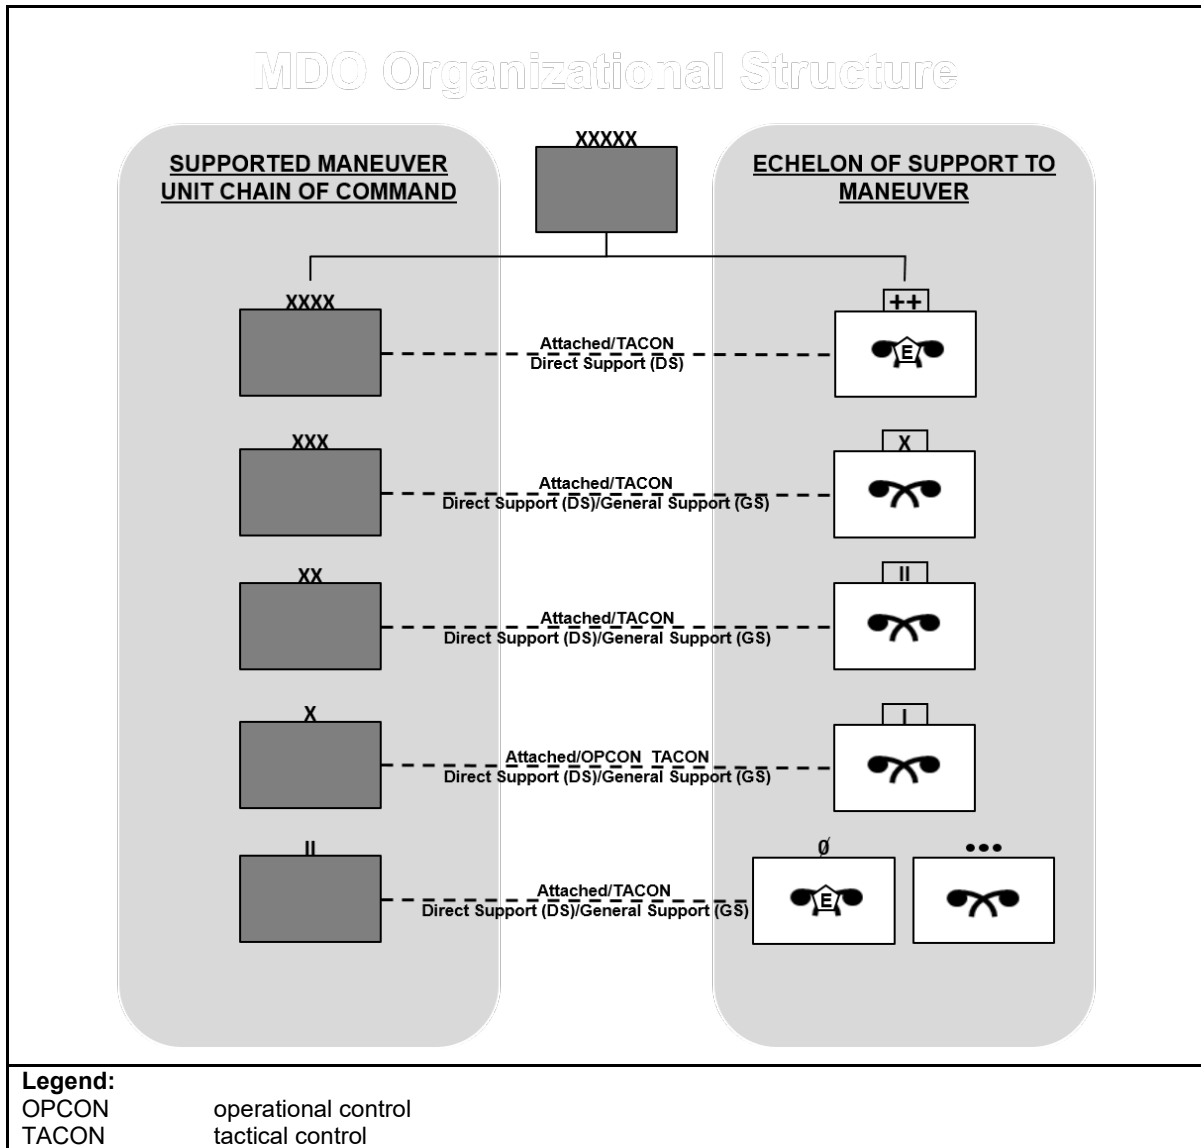 MDO Organizational Structure
XXXXX
SUPPORTED MANEUVER
UNIT CHAIN OF COMMAND
ECHELON OF SUPPORT TO
MANEUVER
XXXX
++
Attached/TACON
Direct Support (DS)
E
XXX
X
Attached/TACON
Direct Support (DS)/General Support (GS)
XX
II
Attached/TACON
Direct Support (DS)/General Support (GS)
X
I
Attached/OPCON TACON
Direct Support (DS)/General Support (GS)
II
Ø
•••
Attached/TACON
Direct Support (DS)/General Support (GS)
E
Legend:
OPCON operational control
TACON tactical control